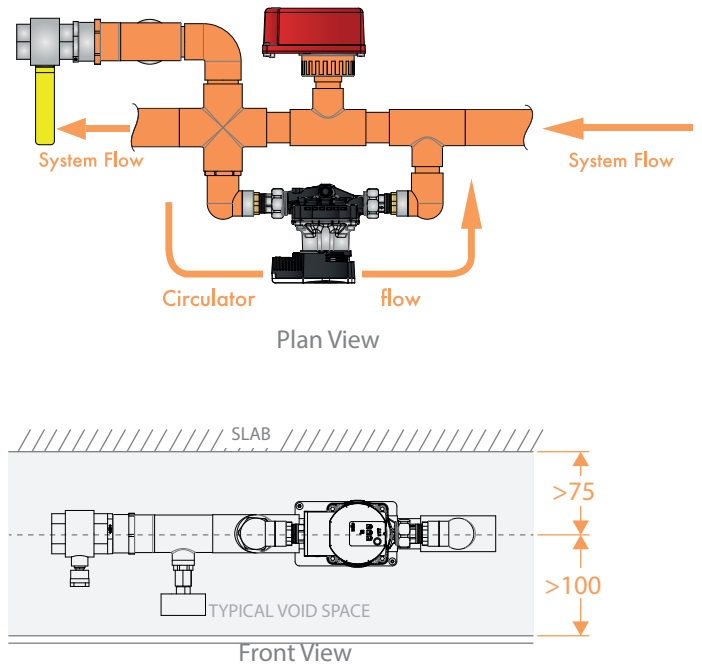 System Flow
System Flow
Circulator flow
Plan View
SLAB
>75
>100
TYPICAL VOID SPACE
Front View